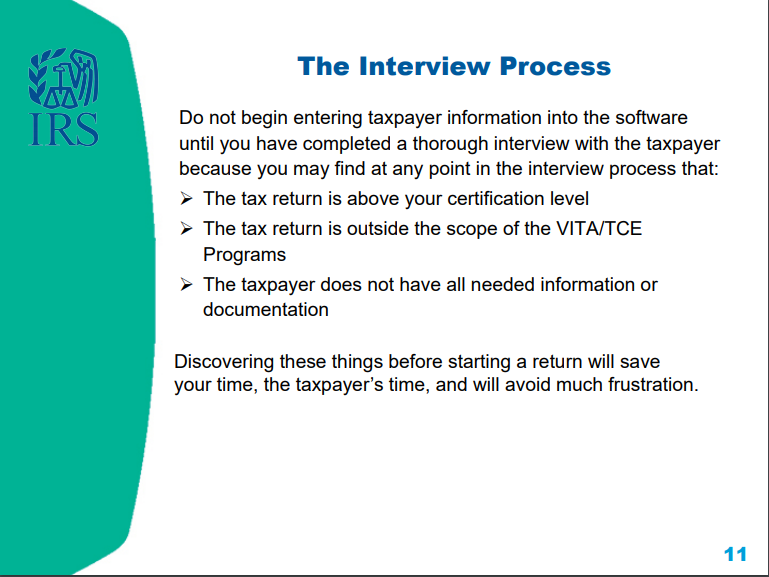 IRS
The Interview Process
Do not begin entering taxpayer information into the software
until you have completed a thorough interview with the taxpayer
because you may find at any point in the interview process that:
➢ The tax return is above your certification level
➢ The tax return is outside the scope of the VITA/TCE
Programs
➢ The taxpayer does not have all needed information or
documentation
Discovering these things before starting a return will save
your time, the taxpayer’s time, and will avoid much frustration.
11